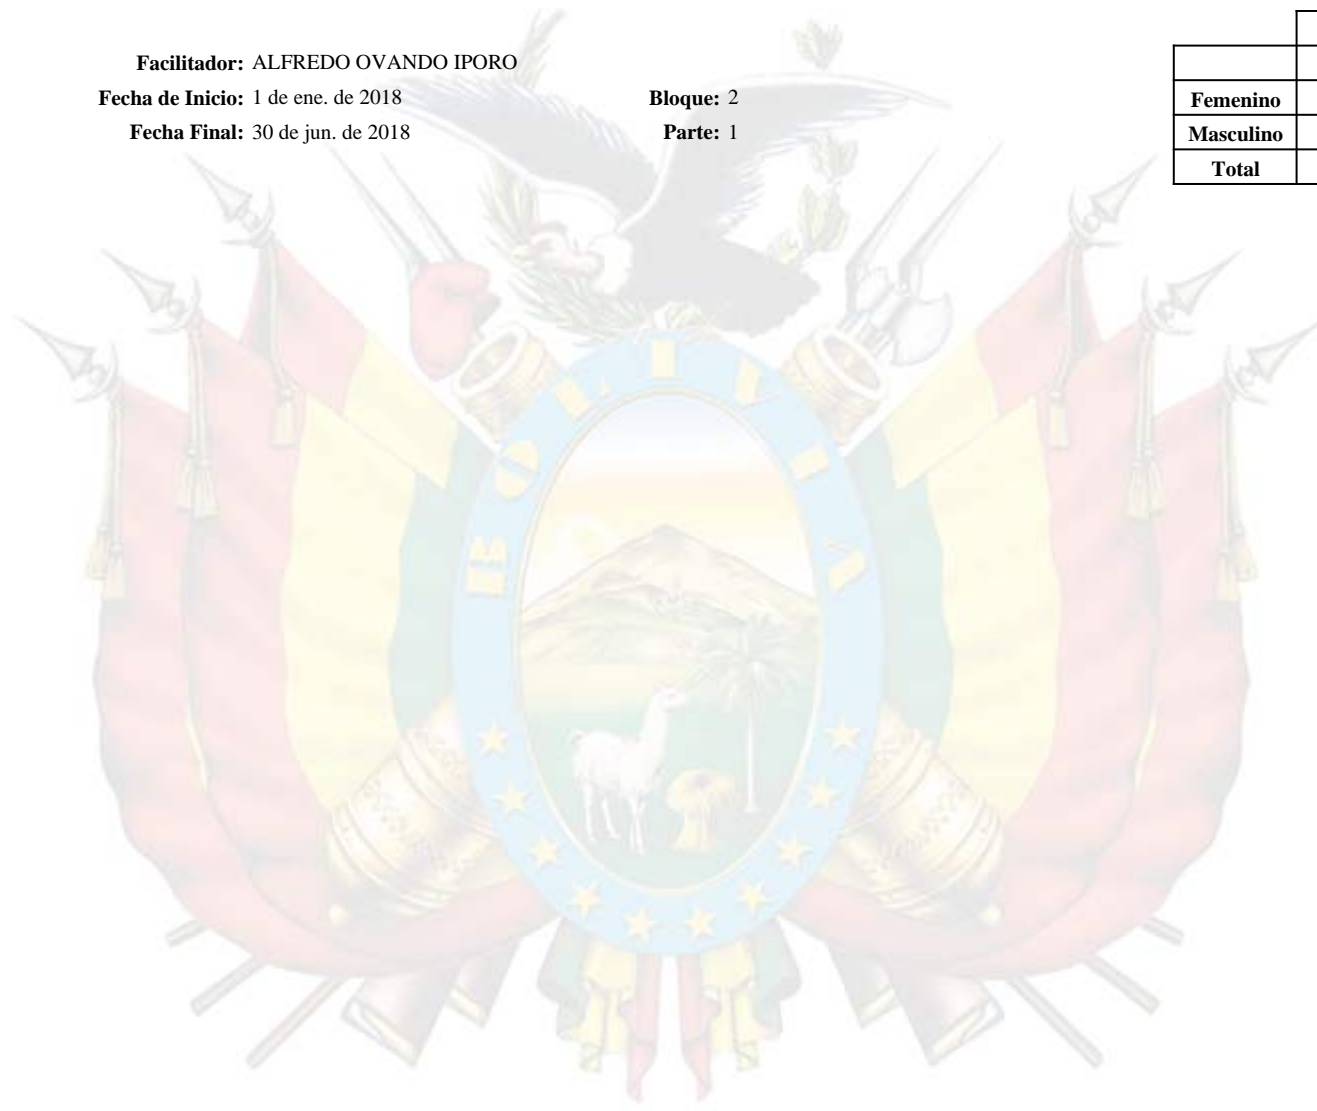 Facilitador: ALFREDO OVANDO IPORO
Fecha de Inicio: 1 de ene. de 2018 Bloque: 2
Fecha Final: 30 de jun. de 2018 Parte: 1
Femenino
Masculino
Total
BOLIVIA